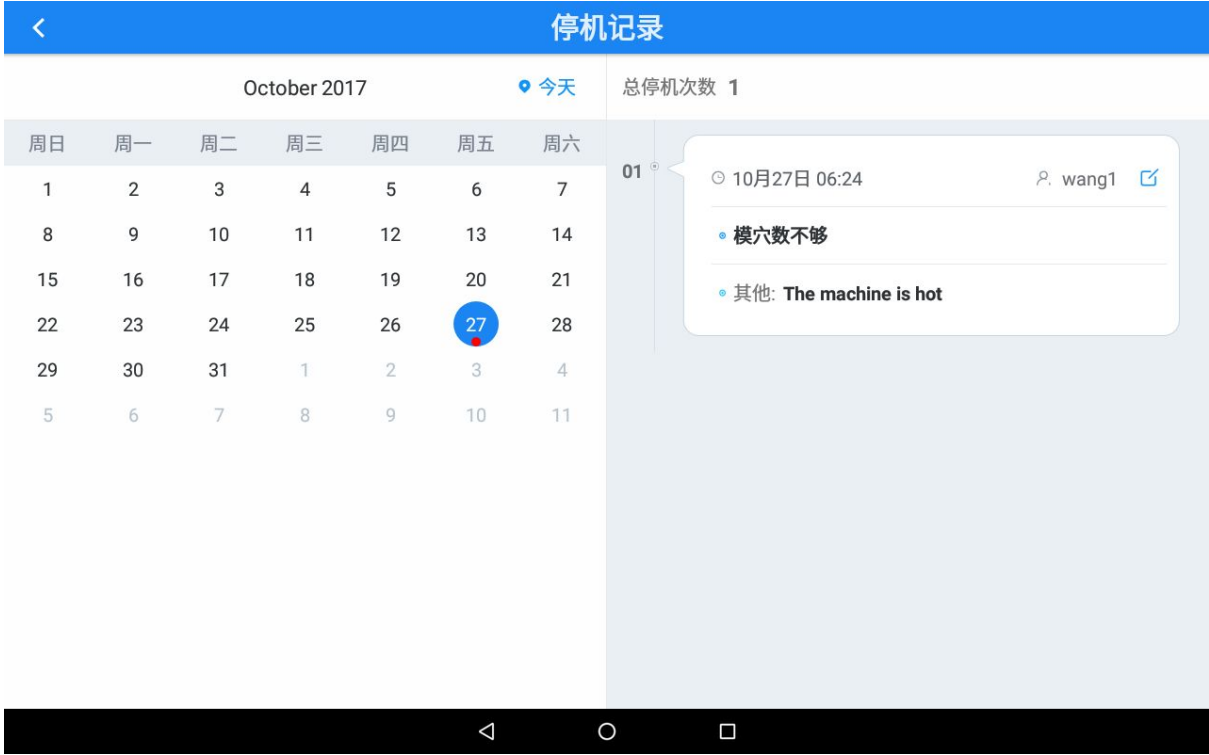 停机记录
October 2017 今天
总停机次数 1
周日 周一 周二 周三 周四 周五 周六
1 2 3 4 5 6 7
8 9 10 11 12 13 14
15 16 17 18 19 20 21
22 23 24 25 26 27 28
29 30 31 1 2 3 4
5 6 7 8 9 10 11
01
10月27日 06:24 wang1
模穴数不够
其他: The machine is hot